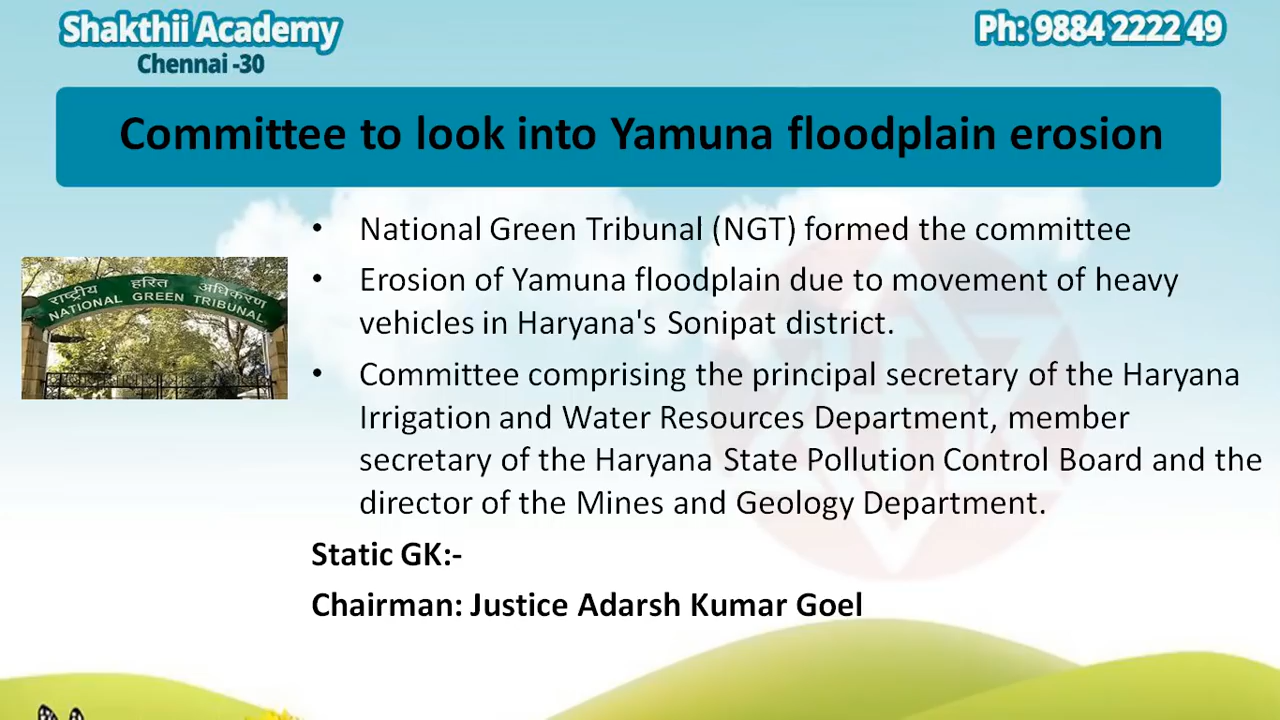 Shakthii Academy
Chennai -30
Ph: 9884 2222 49
Committee to look into Yamuna floodplain erosion
• National Green Tribunal (NGT) formed the committee
• Erosion of Yamuna floodplain due to movement of heavy
vehicles in Haryana's Sonipat district.
• Committee comprising the principal secretary of the Haryana
Irrigation and Water Resources Department, member
secretary of the Haryana State Pollution Control Board and the
director of the Mines and Geology Department.
Static GK:-
Chairman: Justice Adarsh Kumar Goel
राष्ट्रीय हरित अधिकरण
NATIONAL GREEN TRIBUNAL